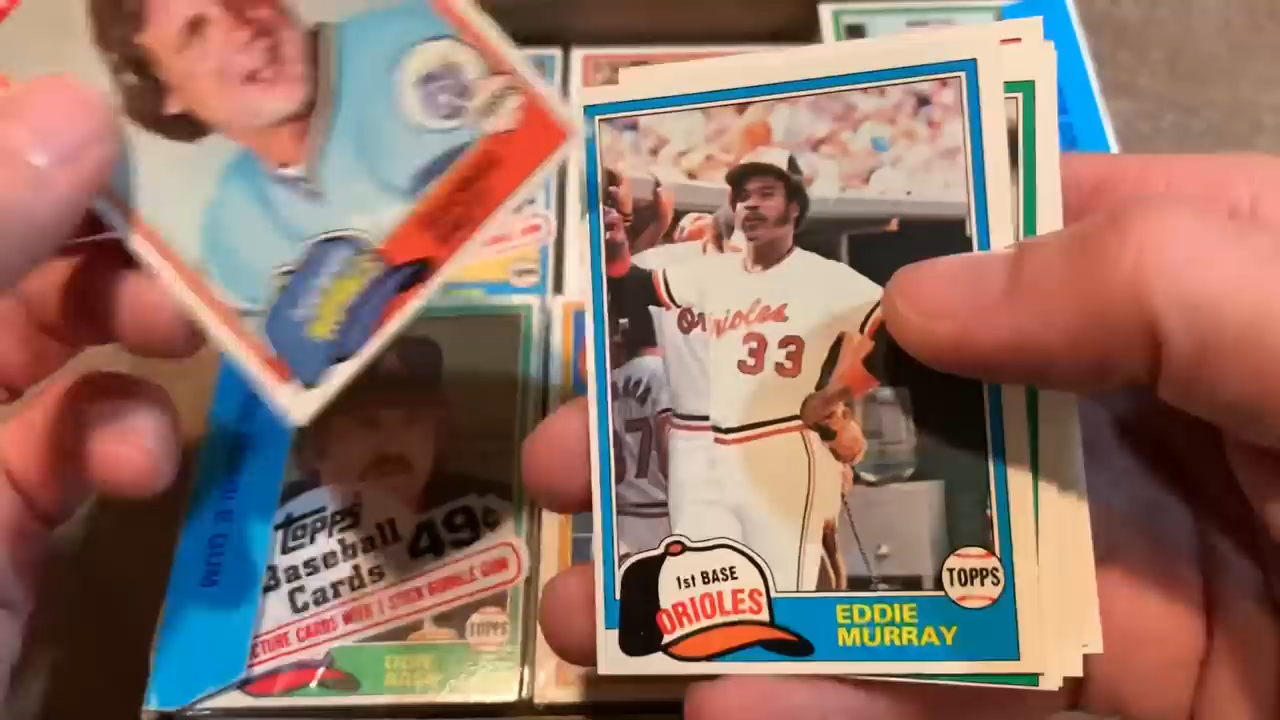 Orioles
33
1st BASE
ORIOLES
TOPPS
EDDIE
MURRAY
TOPPS
Baseball
Cards
49¢
CTURE CARDS WITH 1 STICK BUBBLE GUM
TOPPS